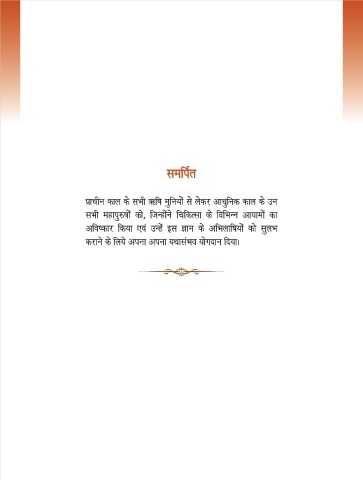 समर्पित
प्राचीन काल के सभी ऋषि मुनियों से लेकर आधुनिक काल के उन
सभी महापुरुषों को, जिन्होंने चिकित्सा के विभिन्न आयामों का
अविष्कार किया एवं उन्हें इस ज्ञान के अभिलाषियों को सुलभ
कराने के लिये अपना अपना यथासंभव योगदान दिया।